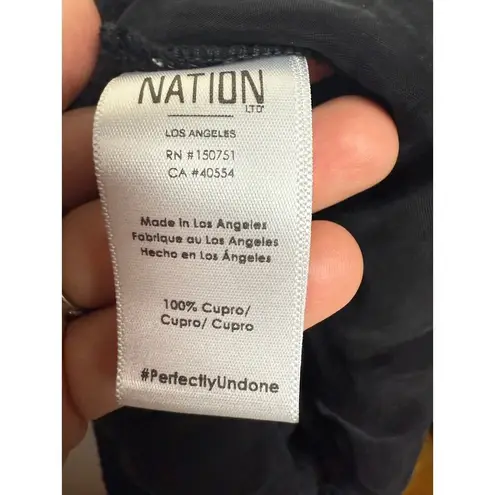 NATION
LTD
LOS ANGELES
RN #150751
CA #40554
Made in Los Angeles
Fabrique au Los Angeles
Hecho en Los Ángeles
100% Cupro/
Cupro/ Cupro
#PerfectlyUndone